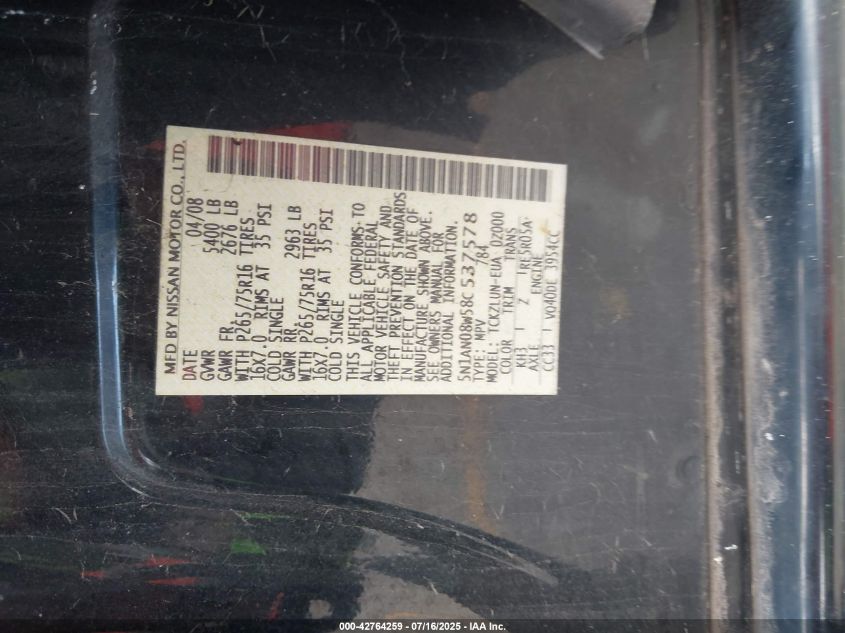 MFD BY NISSAN MOTOR CO., LTD.
DATE 04/08
GVWR 5400 LB
GAWR FR. 2676 LB
WITH P265/75R16 TIRES
16X7.0 RIMS AT 35 PSI
COLD SINGLE
GAWR RR. 2963 LB
WITH P265/75R16 TIRES
16X7.0 RIMS AT 35 PSI
COLD SINGLE
THIS VEHICLE CONFORMS TO
ALL APPLICABLE FEDERAL
MOTOR VEHICLE SAFETY AND
THEFT PREVENTION STANDARDS
IN EFFECT ON THE DATE OF
MANUFACTURE SHOWN ABOVE.
SEE OWNERS MANUAL FOR
ADDITIONAL INFORMATION.
5N1AN08W58C537578
TYPE: MPV 784
MODEL: TCKZLUN-EUA D2000
COLOR TRIM TRANS
KH3 Z RE5R05A
AXLE ENGINE
CC33 VQ40DE 3954CC
000-42764259 - 07/16/2025 - IAA Inc.